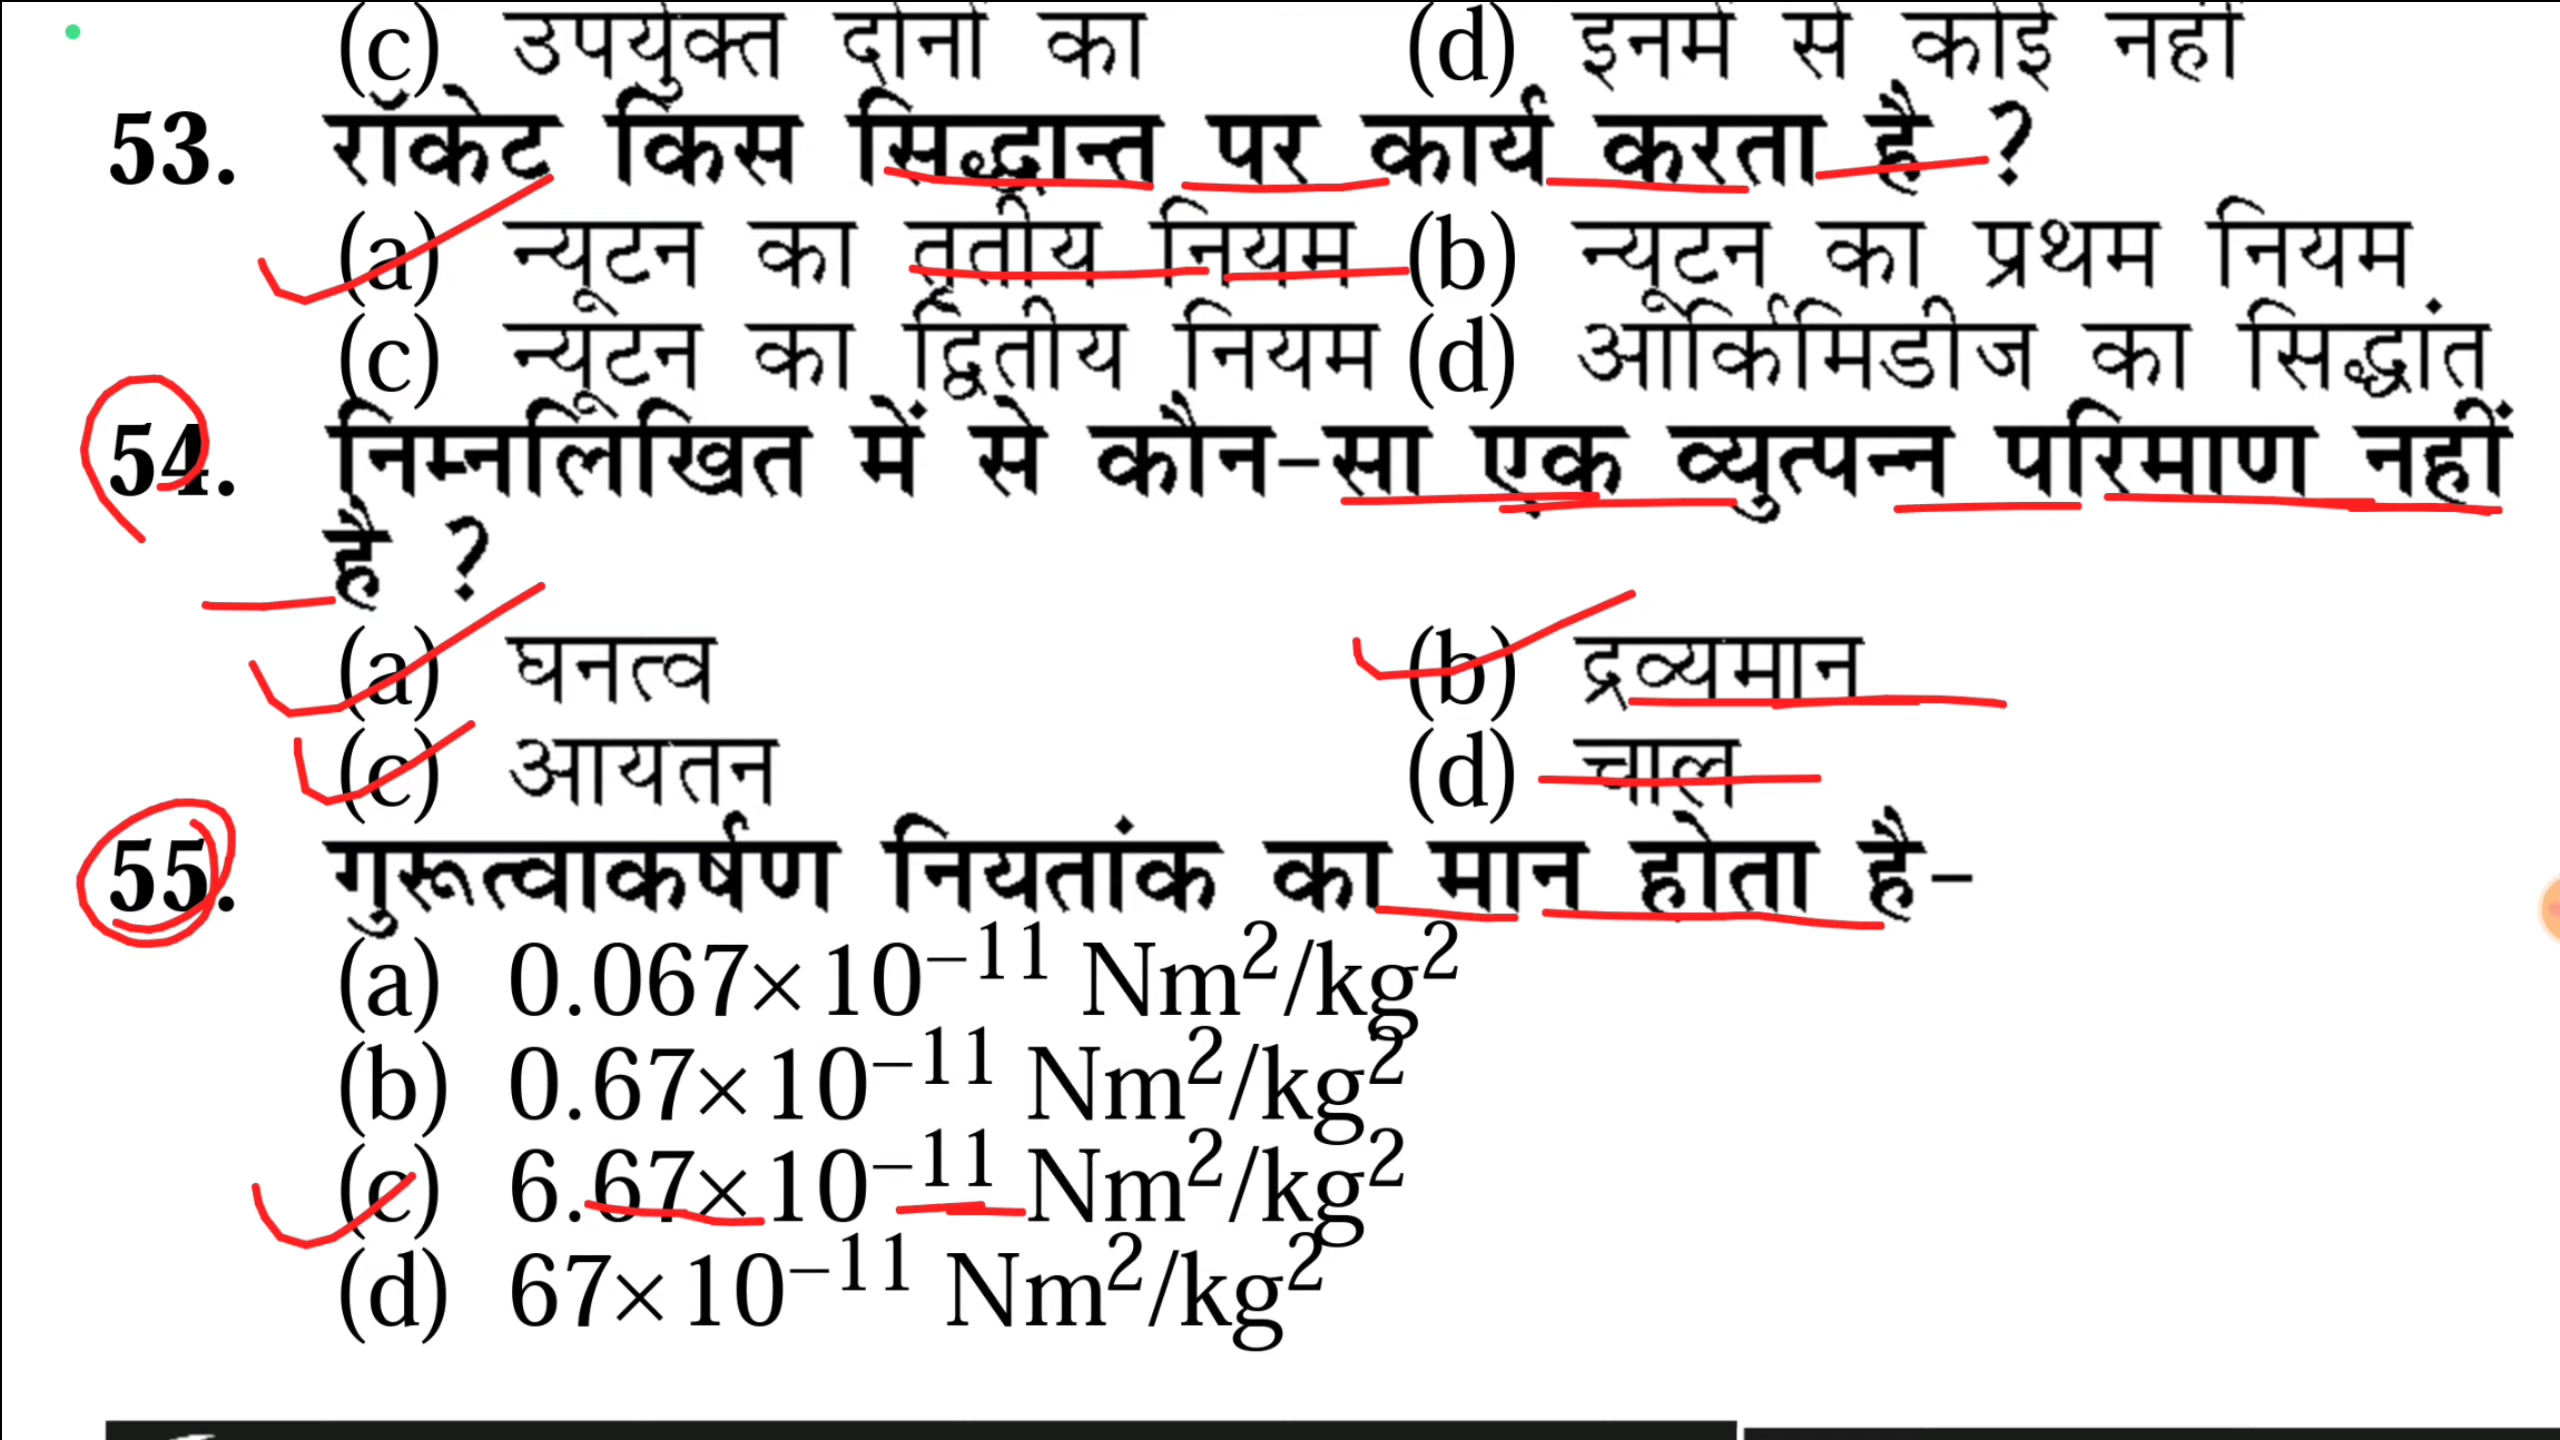 (c) उपर्युक्त दोनों का (d) इनमें से कोई नहीं
53. रॉकेट किस सिद्धान्त पर कार्य करता है ?
(a) न्यूटन का तृतीय नियम (b) न्यूटन का प्रथम नियम
(c) न्यूटन का द्वितीय नियम (d) आर्किमिडीज का सिद्धांत
54. निम्नलिखित में से कौन-सा एक व्युत्पन्न परिमाण नहीं
है ?
(a) घनत्व (b) द्रव्यमान
(c) आयतन (d) चाल
55. गुरूत्वाकर्षण नियतांक का मान होता है-
(a) 0.067×10⁻¹¹ Nm²/kg²
(b) 0.67×10⁻¹¹ Nm²/kg²
(c) 6.67×10⁻¹¹ Nm²/kg²
(d) 67×10⁻¹¹ Nm²/kg²